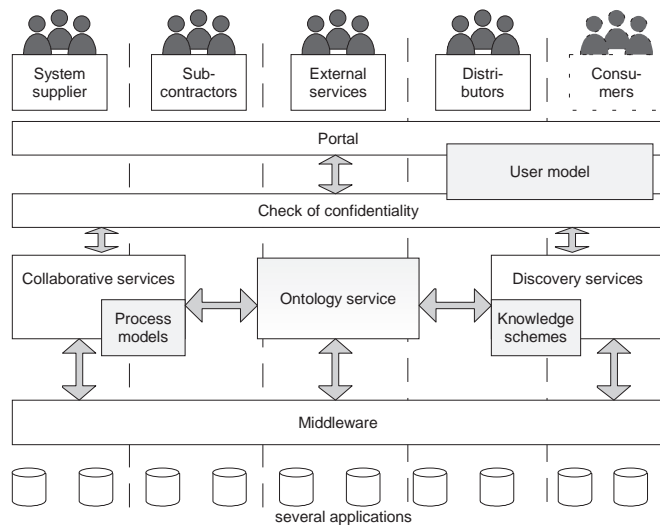 System
supplier
Sub-
contractors
External
services
Distri-
butors
Consu-
mers
Portal
User model
Check of confidentiality
Collaborative services
Process
models
Ontology service
Discovery services
Knowledge
schemes
Middleware
several applications